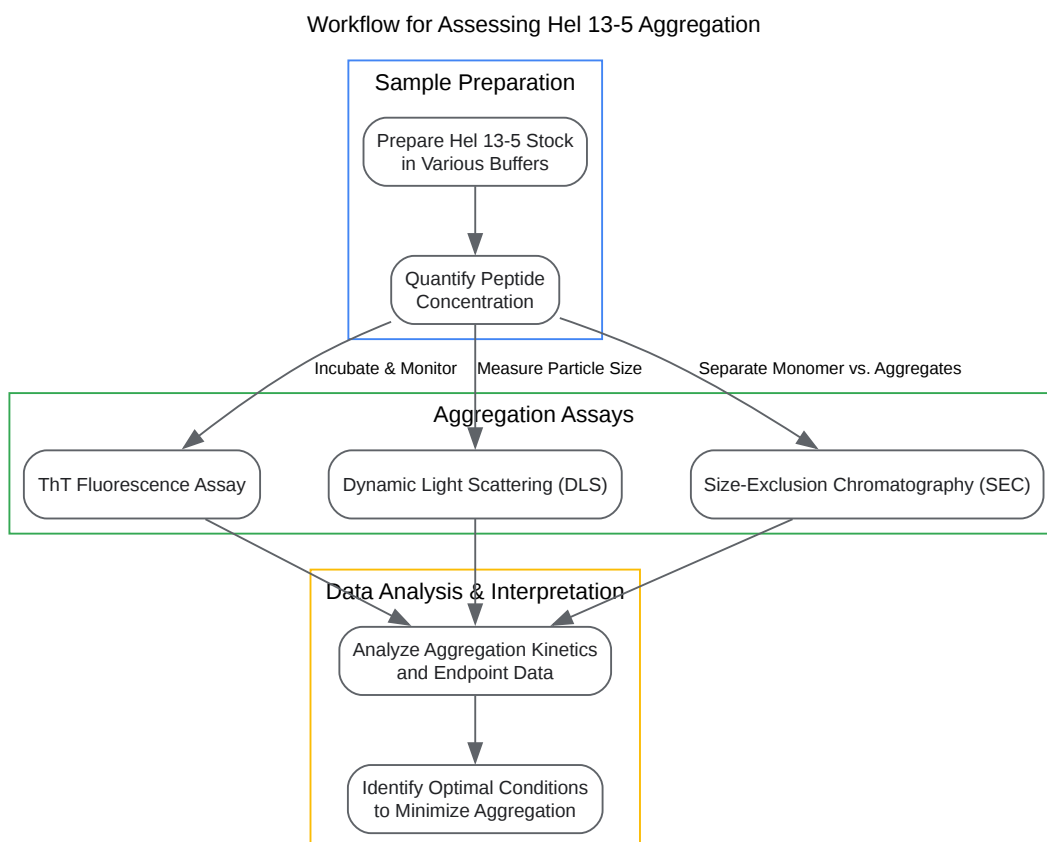 Workflow for Assessing Hel 13-5 Aggregation
Sample Preparation
Prepare Hel 13-5 Stock
in Various Buffers
Quantify Peptide
Concentration
Incubate & Monitor
Measure Particle Size
Separate Monomer vs. Aggregates
Aggregation Assays
ThT Fluorescence Assay
Dynamic Light Scattering (DLS)
Size-Exclusion Chromatography (SEC)
Data Analysis & Interpretation
Analyze Aggregation Kinetics
and Endpoint Data
Identify Optimal Conditions
to Minimize Aggregation